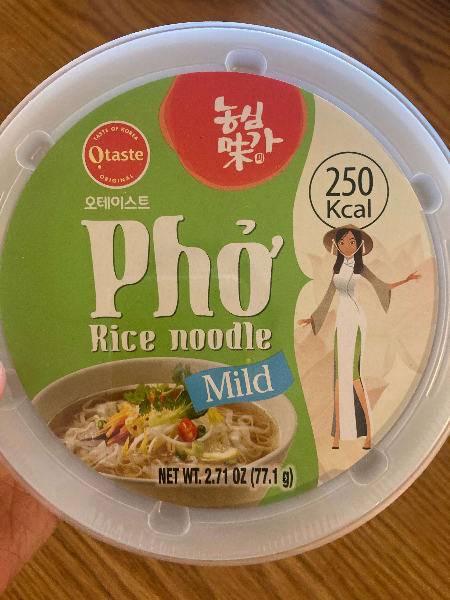 농심
味가
TASTE OF KOREA
Otaste
ORIGINAL
오테이스트
250
Kcal
Phở
Rice noodle
Mild
NET WT. 2.71 OZ (77.1 g)